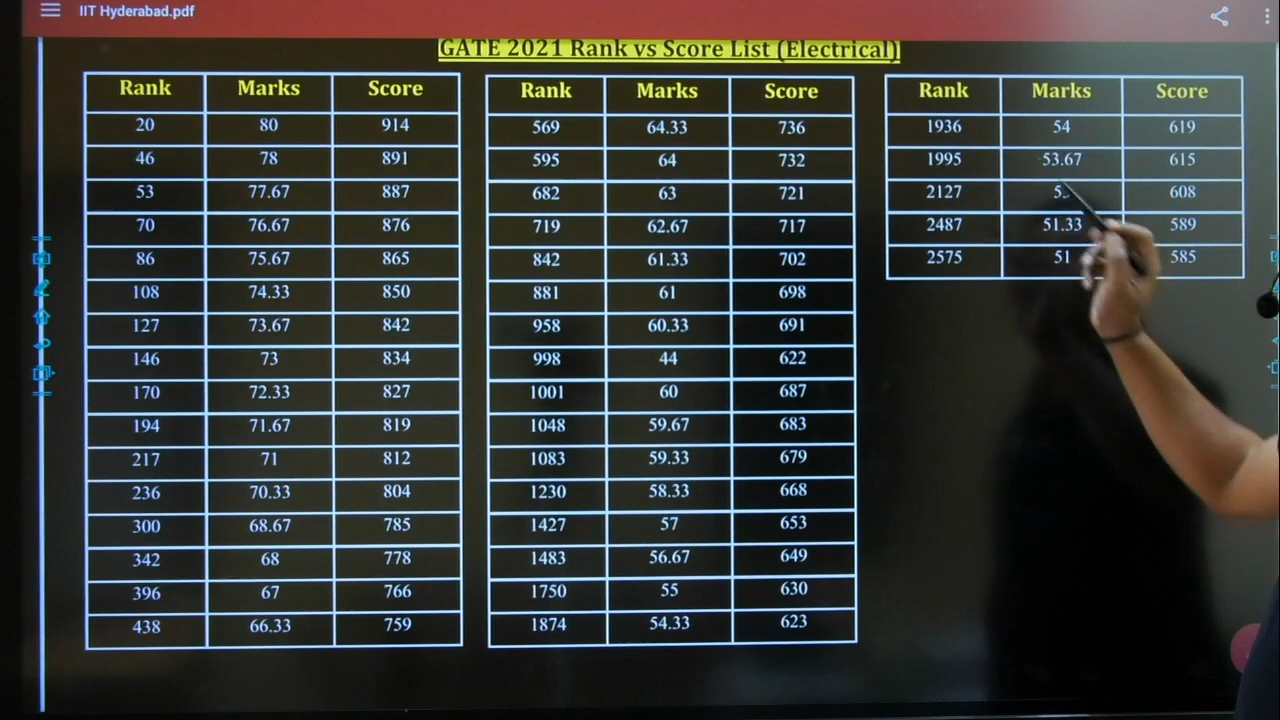 IIT Hyderabad.pdf
GATE 2021 Rank vs Score List (Electrical)
Rank Marks Score
20 80 914
46 78 891
53 77.67 887
70 76.67 876
86 75.67 865
108 74.33 850
127 73.67 842
146 73 834
170 72.33 827
194 71.67 819
217 71 812
236 70.33 804
300 68.67 785
342 68 778
396 67 766
438 66.33 759
Rank Marks Score
569 64.33 736
595 64 732
682 63 721
719 62.67 717
842 61.33 702
881 61 698
958 60.33 691
998 44 622
1001 60 687
1048 59.67 683
1083 59.33 679
1230 58.33 668
1427 57 653
1483 56.67 649
1750 55 630
1874 54.33 623
Rank Marks Score
1936 54 619
1995 53.67 615
2127 608
2487 51.33 589
2575 51 585